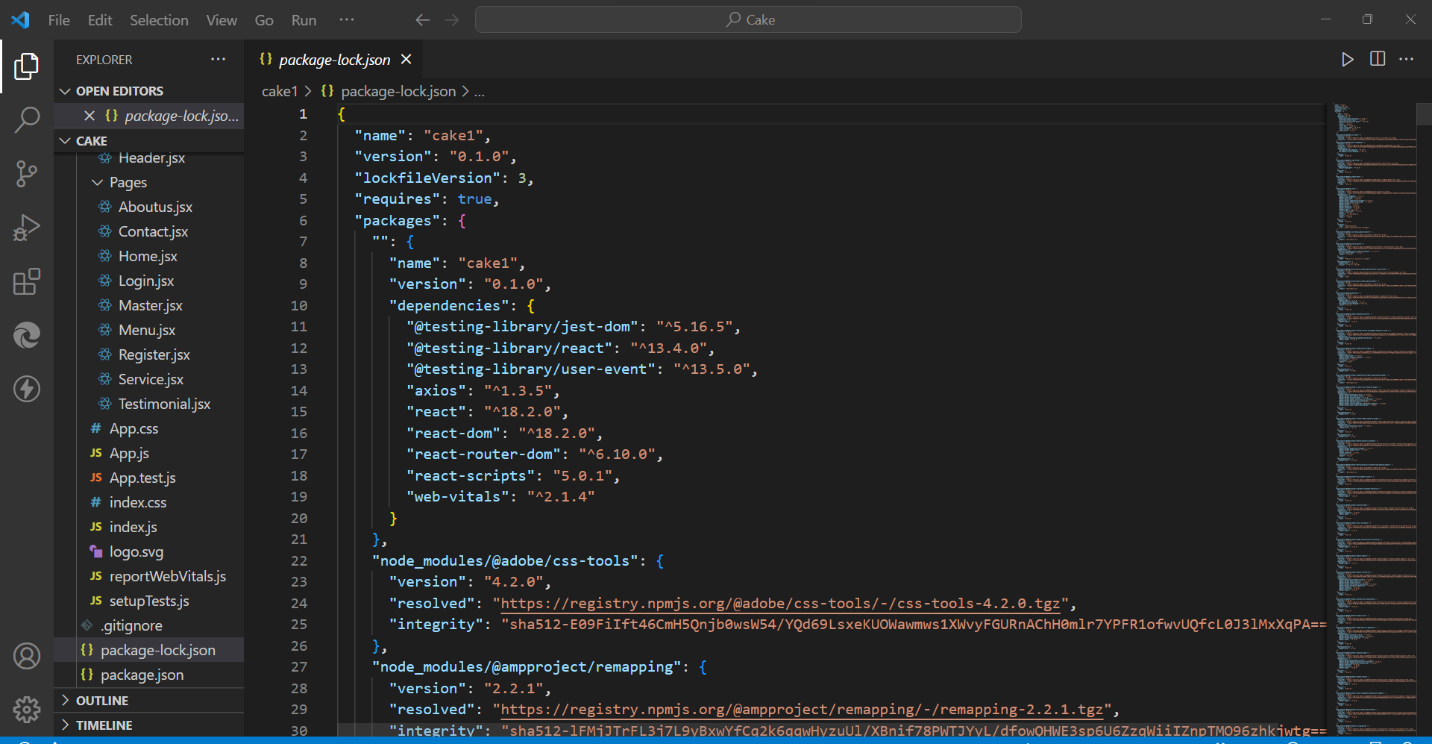 File Edit Selection View Go Run ··· Cake
EXPLORER ···
OPEN EDITORS
{} package-lock.jso...
CAKE
Header.jsx
Pages
Aboutus.jsx
Contact.jsx
Home.jsx
Login.jsx
Master.jsx
Menu.jsx
Register.jsx
Service.jsx
Testimonial.jsx
# App.css
JS App.js
JS App.test.js
# index.css
JS index.js
logo.svg
JS reportWebVitals.js
JS setupTests.js
.gitignore
{} package-lock.json
{} package.json
OUTLINE
TIMELINE
{} package-lock.json
cake1 > {} package-lock.json > ...
1 {
2 "name": "cake1",
3 "version": "0.1.0",
4 "lockfileVersion": 3,
5 "requires": true,
6 "packages": {
7 "": {
8 "name": "cake1",
9 "version": "0.1.0",
10 "dependencies": {
11 "@testing-library/jest-dom": "^5.16.5",
12 "@testing-library/react": "^13.4.0",
13 "@testing-library/user-event": "^13.5.0",
14 "axios": "^1.3.5",
15 "react": "^18.2.0",
16 "react-dom": "^18.2.0",
17 "react-router-dom": "^6.10.0",
18 "react-scripts": "5.0.1",
19 "web-vitals": "^2.1.4"
20 }
21 },
22 "node_modules/@adobe/css-tools": {
23 "version": "4.2.0",
24 "resolved": "https://registry.npmjs.org/@adobe/css-tools/-/css-tools-4.2.0.tgz",
25 "integrity": "sha512-E09FiIft46CmH5Qnjb0wsW54/YQd69LsxeKUOWawmws1XWvyFGURnAChH0mlr7YPFR1ofwvUQfcL0J3lMxXqPA==
26 },
27 "node_modules/@ampproject/remapping": {
28 "version": "2.2.1",
29 "resolved": "https://registry.npmjs.org/@ampproject/remapping/-/remapping-2.2.1.tgz",
30 "integrity": "sha512-lFMjJTrFL3j7L9yBxwYfCq2k6qqwHyzuUl/XBnif78PWTJYvL/dfowQHWE3sp6U6ZzqWiiIZnpTMO96zhkjwtg==